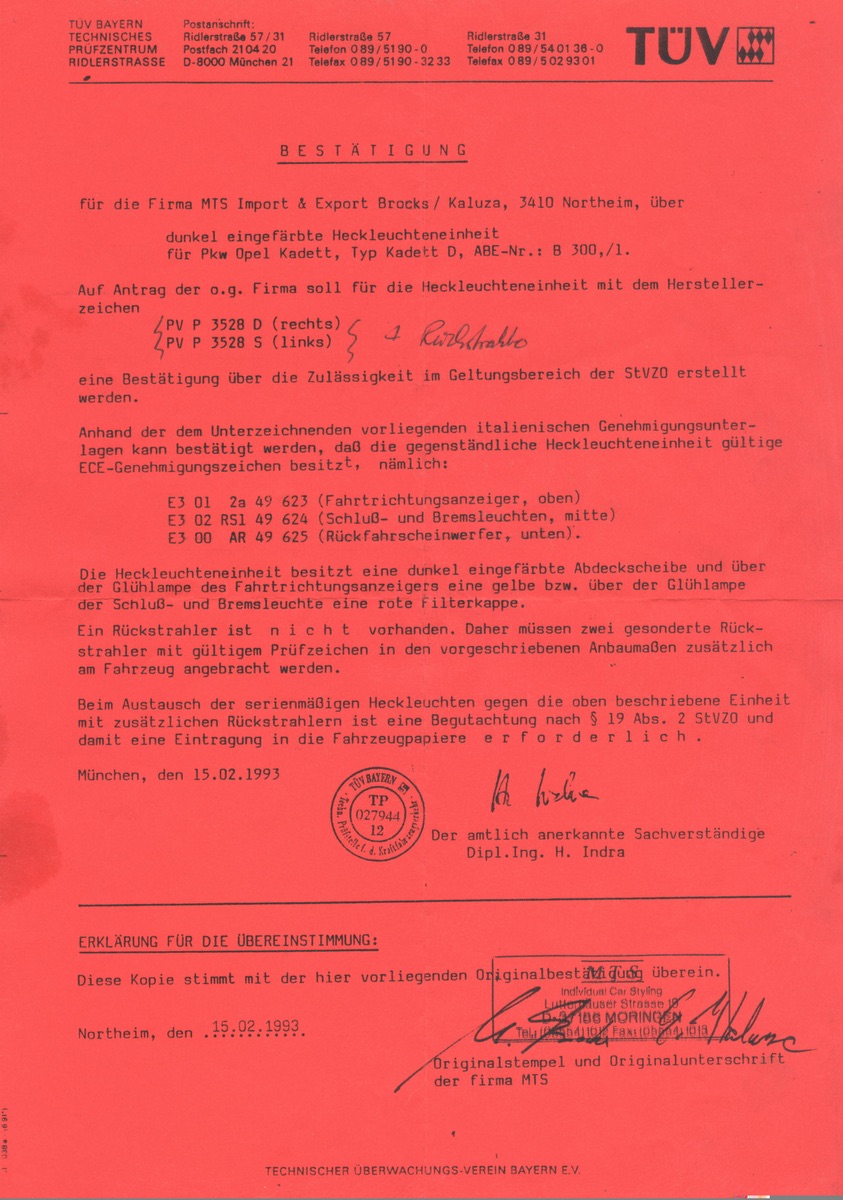 TÜV BAYERN
TECHNISCHES
PRÜFZENTRUM
RIDLERSTRASSE
Postanschrift:
Ridlerstraße 57/31
Postfach 21 04 20
D-8000 München 21
Ridlerstraße 57
Telefon 0 89/51 90-0
Telefax 0 89/51 90-32 33
Ridlerstraße 31
Telefon 0 89/54 01 36-0
Telefax 0 89/5 02 93 01
TÜV
BESTÄTIGUNG
für die Firma MTS Import & Export Brocks/ Kaluza, 3410 Northeim, über
dunkel eingefärbte Heckleuchteneinheit
für Pkw Opel Kadett, Typ Kadett D, ABE-Nr.: B 300,/1.
Auf Antrag der o.g. Firma soll für die Heckleuchteneinheit mit dem Hersteller-
zeichen
PV P 3528 D (rechts)
PV P 3528 S (links)
+ Rückstrahler
eine Bestätigung über die Zulässigkeit im Geltungsbereich der StVZO erstellt
werden.
Anhand der dem Unterzeichnenden vorliegenden italienischen Genehmigungsunter-
lagen kann bestätigt werden, daß die gegenständliche Heckleuchteneinheit gültige
ECE-Genehmigungszeichen besitzt, nämlich:
E3 01 2a 49 623 (Fahrtrichtungsanzeiger, oben)
E3 02 RS1 49 624 (Schluß- und Bremsleuchten, mitte)
E3 00 AR 49 625 (Rückfahrscheinwerfer, unten).
Die Heckleuchteneinheit besitzt eine dunkel eingefärbte Abdeckscheibe und über
der Glühlampe des Fahrtrichtungsanzeigers eine gelbe bzw. über der Glühlampe
der Schluß- und Bremsleuchte eine rote Filterkappe.
Ein Rückstrahler ist n i c h t vorhanden. Daher müssen zwei gesonderte Rück-
strahler mit gültigem Prüfzeichen in den vorgeschriebenen Anbaumaßen zusätzlich
am Fahrzeug angebracht werden.
Beim Austausch der serienmäßigen Heckleuchten gegen die oben beschriebene Einheit
mit zusätzlichen Rückstrahlern ist eine Begutachtung nach § 19 Abs. 2 StVZO und
damit eine Eintragung in die Fahrzeugpapiere e r f o r d e r l i c h .
München, den 15.02.1993
TÜV BAYERN
Techn. Prüfstelle f. d. Kraftfahrzeugverkehr
TP
027944
12
Der amtlich anerkannte Sachverständige
Dipl.Ing. H. Indra
ERKLÄRUNG FÜR DIE ÜBEREINSTIMMUNG:
Diese Kopie stimmt mit der hier vorliegenden Originalbestätigung überein.
MTS
Individual Car Styling
MORINGEN
Northeim, den 15.02.1993
Originalstempel und Originalunterschrift
der firma MTS
TECHNISCHER ÜBERWACHUNGS-VEREIN BAYERN E.V.